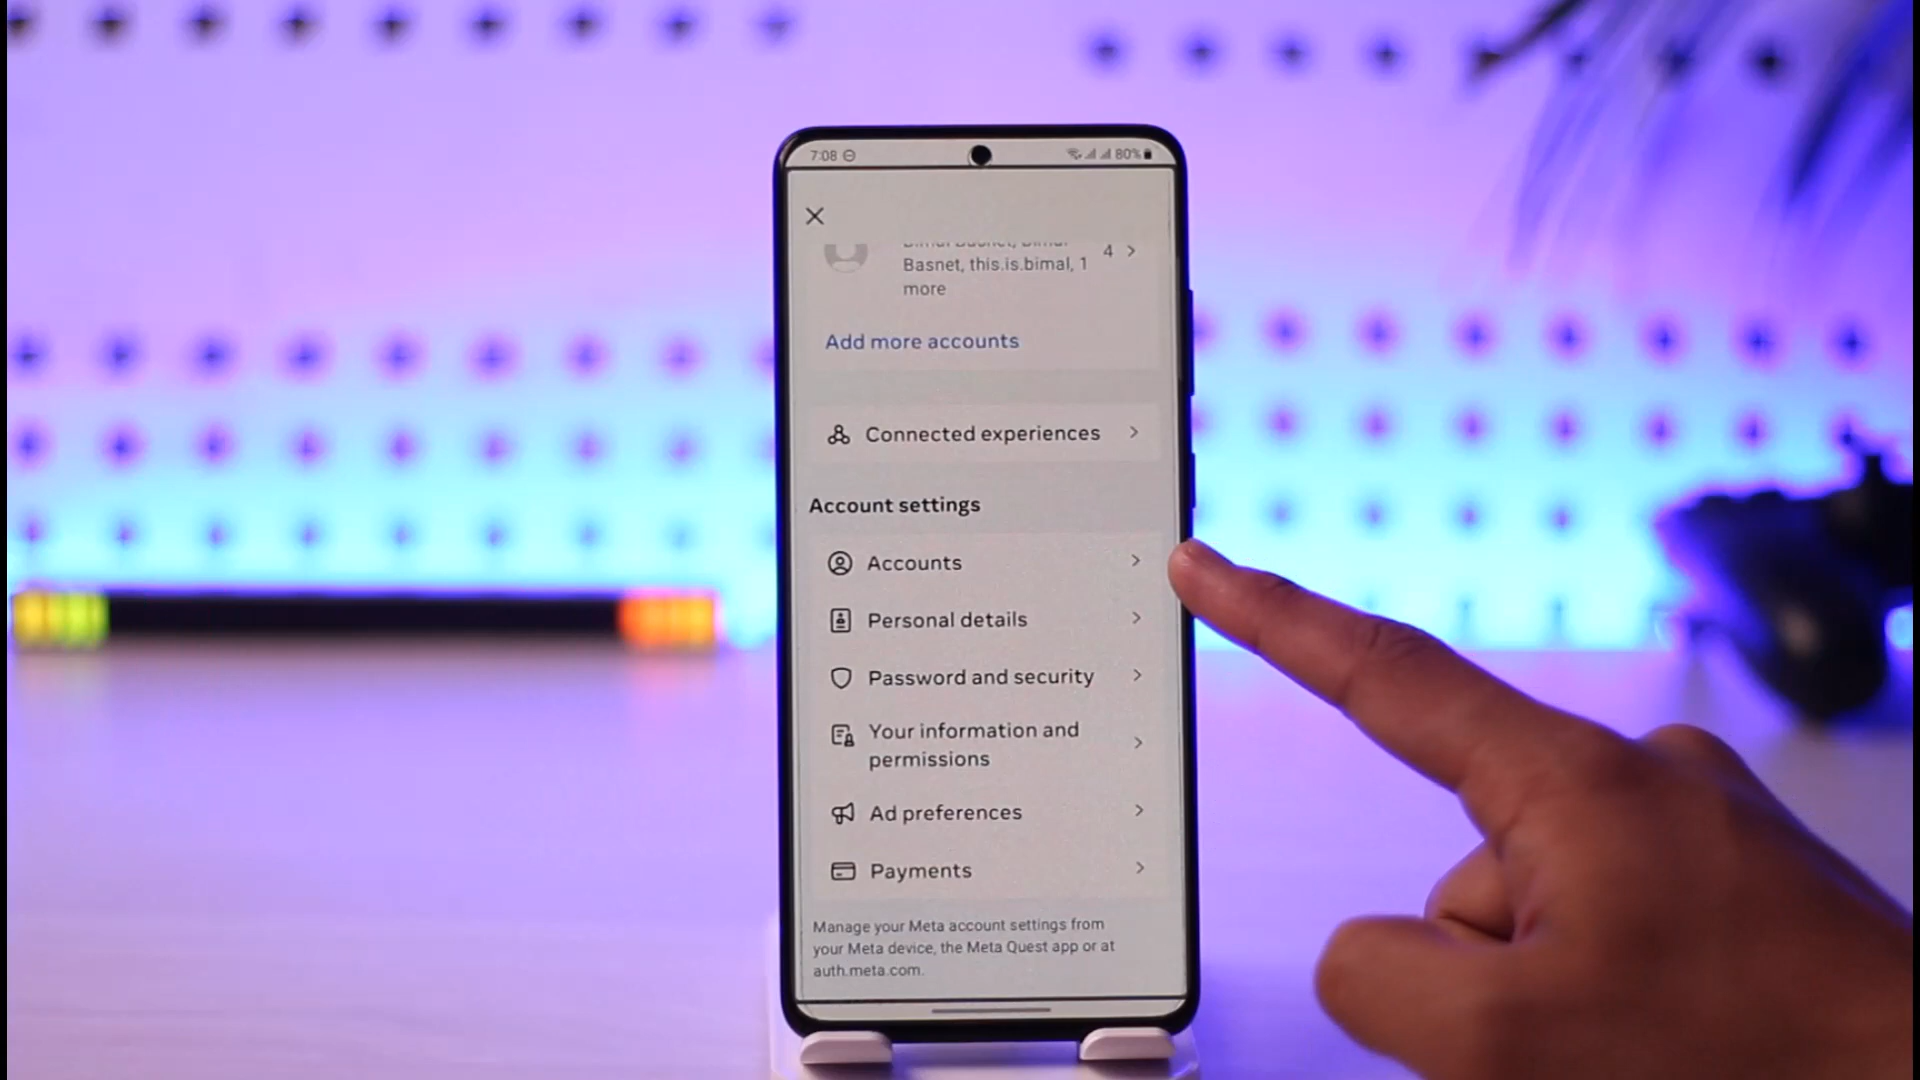 7:08
80%
4
Basnet, this.is.bimal, 1
more
Add more accounts
Connected experiences
Account settings
Accounts
Personal details
Password and security
Your information and
permissions
Ad preferences
Payments
Manage your Meta account settings from
your Meta device, the Meta Quest app or at
auth.meta.com.